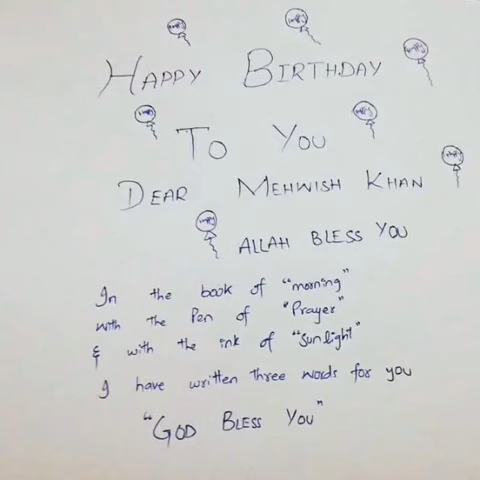 HAPPY BIRTHDAY
TO YOU
DEAR MEHWISH KHAN
ALLAH BLESS YOU
In the book of "morning"
with the Pen of "Prayer"
& with the ink of "Sunlight"
I have written three words for you
"GOD BLESS YOU"